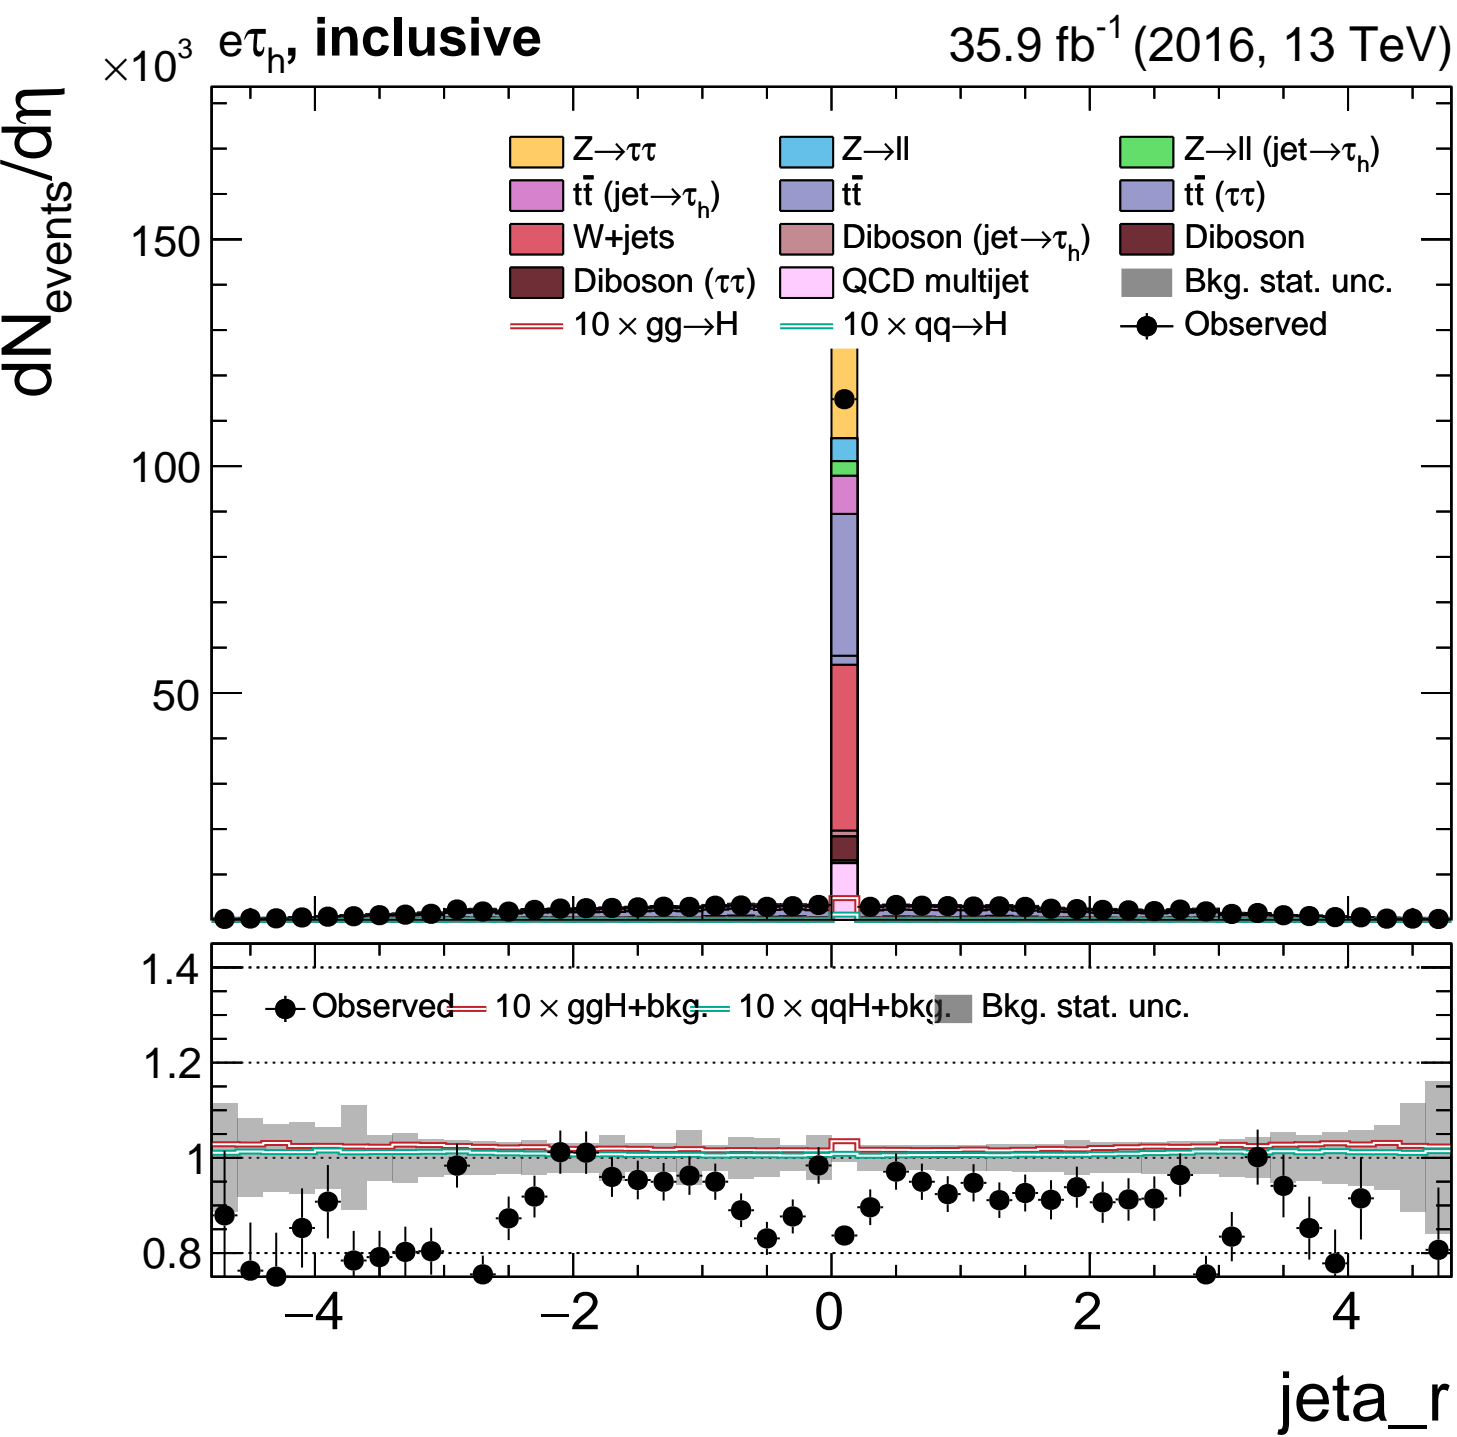 ×10³ eτₕ, inclusive 35.9 fb⁻¹ (2016, 13 TeV)
dN_events/dη
Z→ττ Z→ll Z→ll (jet→τₕ)
tt̄ (jet→τₕ) tt̄ tt̄ (ττ)
W+jets Diboson (jet→τₕ) Diboson
Diboson (ττ) QCD multijet Bkg. stat. unc.
10 × gg→H 10 × qq→H Observed
150
100
50
1.4
Observed 10 × ggH+bkg. 10 × qqH+bkg. Bkg. stat. unc.
1.2
1
0.8
−4 −2 0 2 4
jeta_r